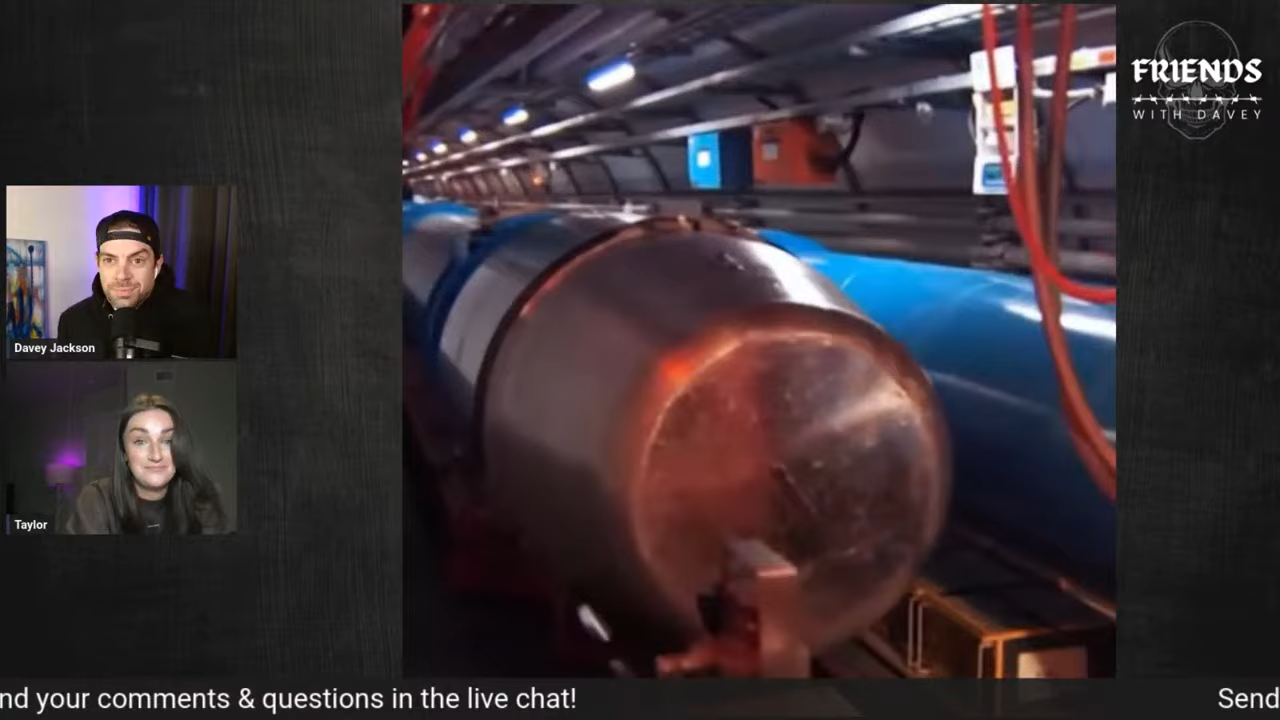 FRIENDS
WITH DAVEY
Davey Jackson
Taylor
nd your comments & questions in the live chat!
Send